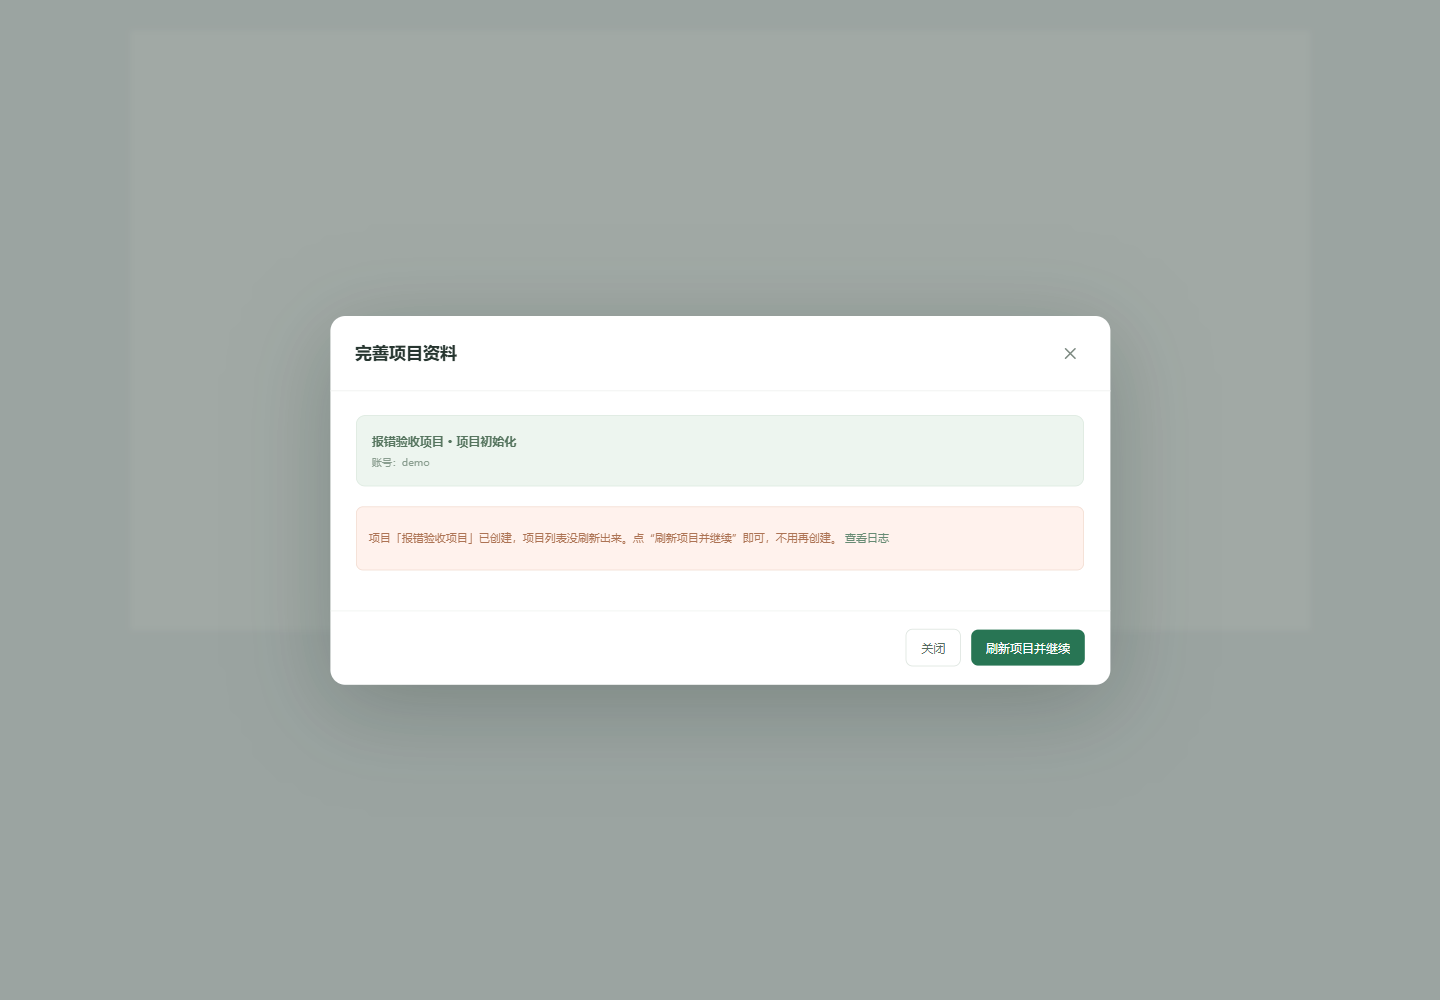 完善项目资料
报错验收项目 • 项目初始化
账号：demo
项目「报错验收项目」已创建，项目列表没刷新出来。点“刷新项目并继续”即可，不用再创建。 查看日志
关闭
刷新项目并继续